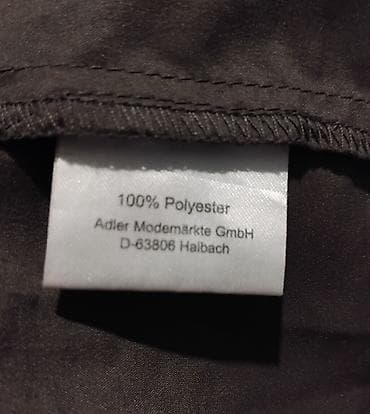 100% Polyester
Adler Modemärkte GmbH
D-63806 Haibach